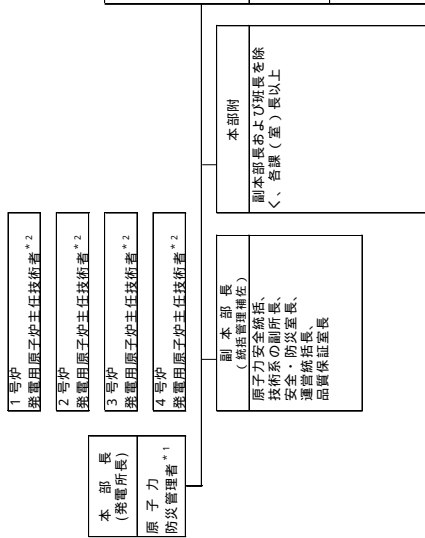 1号炉
発電用原子炉主任技術者*2
2号炉
発電用原子炉主任技術者*2
3号炉
発電用原子炉主任技術者*2
4号炉
発電用原子炉主任技術者*2
本部長
(発電所長)
原子力
防災管理者*1
副本部長
(統括管理補佐)
原子力安全統括、
技術系の副所長、
安全・防災室長、
運営統括長、
品質保証室長
本部附
副本部長および班長を除
く、各課(室)長以上